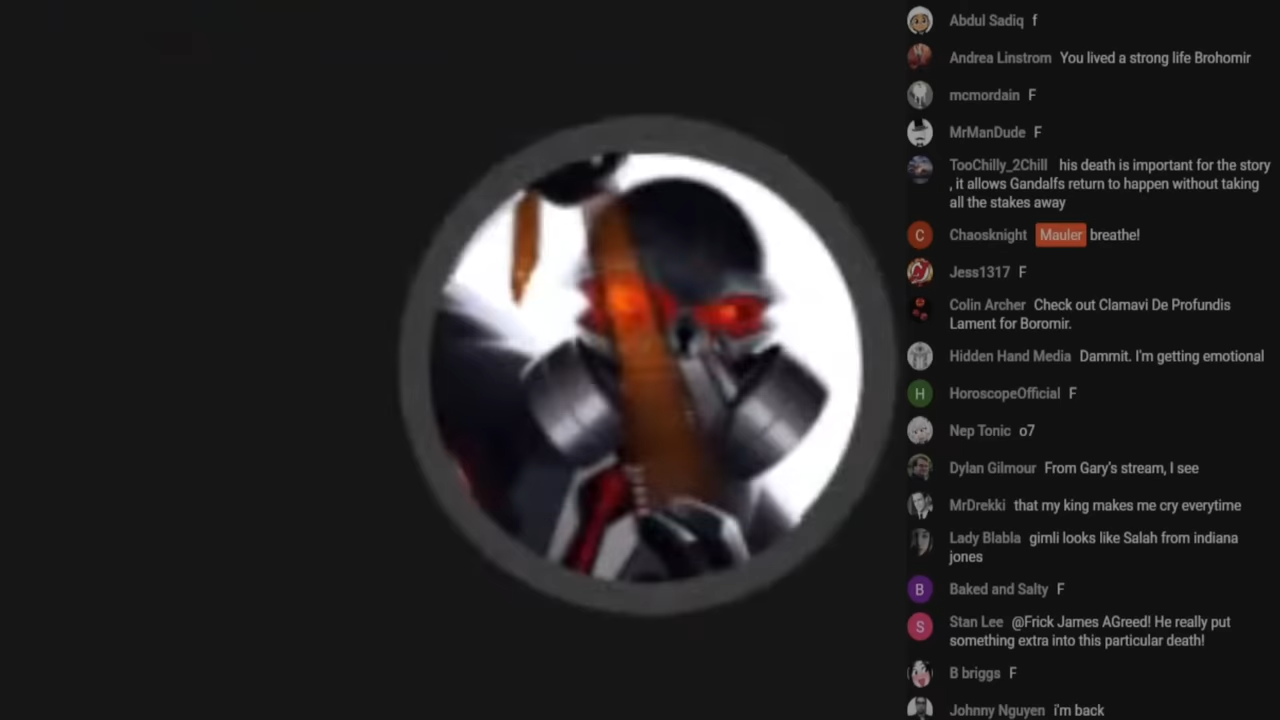 Abdul Sadiq f
Andrea Linstrom You lived a strong life Brohomir
mcmordain F
MrManDude F
TooChilly_2Chill his death is important for the story
, it allows Gandalfs return to happen without taking
all the stakes away
C
Chaosknight Mauler breathe!
Jess1317 F
Colin Archer Check out Clamavi De Profundis
Lament for Boromir.
Hidden Hand Media Dammit. I'm getting emotional
H
HoroscopeOfficial F
Nep Tonic o7
Dylan Gilmour From Gary's stream, I see
MrDrekki that my king makes me cry everytime
Lady Blabla gimli looks like Salah from indiana
jones
B
Baked and Salty F
S
Stan Lee @Frick James AGreed! He really put
something extra into this particular death!
B briggs F
Johnny Nguyen i'm back